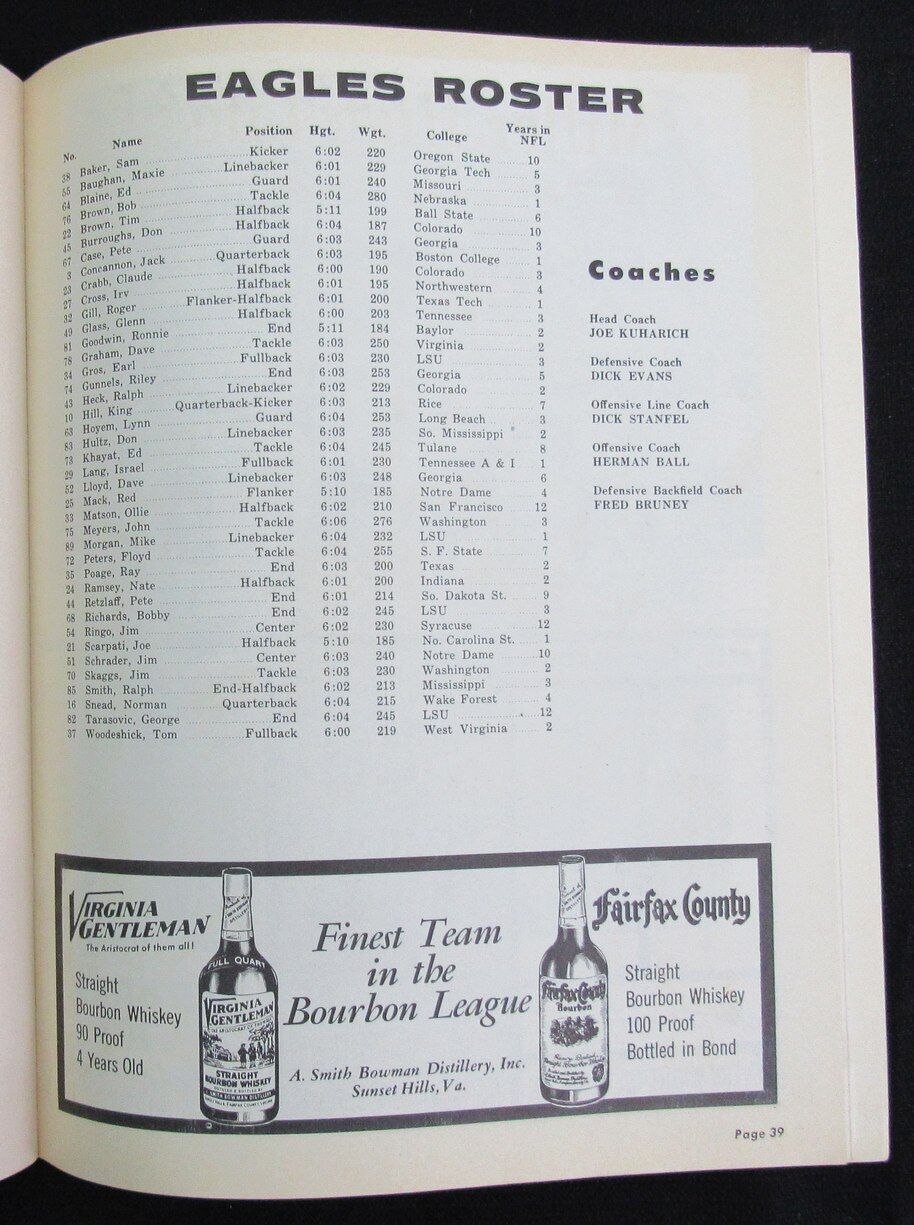 EAGLES ROSTER
No. Name Position Hgt. Wgt. College Years in NFL
38 Baker, Sam Kicker 6:02 220 Oregon State 10
55 Baughan, Maxie Linebacker 6:01 229 Georgia Tech 5
64 Blaine, Ed Guard 6:01 240 Missouri 3
76 Brown, Bob Tackle 6:04 280 Nebraska 1
22 Brown, Tim Halfback 5:11 199 Ball State 6
45 Burroughs, Don Halfback 6:04 187 Colorado 10
67 Case, Pete Guard 6:03 243 Georgia 3
3 Concannon, Jack Quarterback 6:03 195 Boston College 1
23 Crabb, Claude Halfback 6:00 190 Colorado 3
27 Cross, Irv Halfback 6:01 195 Northwestern 4
32 Gill, Roger Flanker-Halfback 6:01 200 Texas Tech 1
49 Glass, Glenn Halfback 6:00 203 Tennessee 3
81 Goodwin, Ronnie End 5:11 184 Baylor 2
78 Graham, Dave Tackle 6:03 250 Virginia 2
34 Gros, Earl Fullback 6:03 230 LSU 3
74 Gunnels, Riley End 6:03 253 Georgia 5
43 Heck, Ralph Linebacker 6:02 229 Colorado 2
10 Hill, King Quarterback-Kicker 6:03 213 Rice 7
63 Hoyem, Lynn Guard 6:04 253 Long Beach 3
83 Hultz, Don Linebacker 6:03 235 So. Mississippi 2
73 Khayat, Ed Tackle 6:04 245 Tulane 8
29 Lang, Israel Fullback 6:01 230 Tennessee A & I 1
52 Lloyd, Dave Linebacker 6:03 248 Georgia 6
25 Mack, Red Flanker 5:10 185 Notre Dame 4
33 Matson, Ollie Halfback 6:02 210 San Francisco 12
75 Meyers, John Tackle 6:06 276 Washington 3
89 Morgan, Mike Linebacker 6:04 232 LSU 1
72 Peters, Floyd Tackle 6:04 255 S. F. State 7
35 Poage, Ray End 6:03 200 Texas 2
24 Ramsey, Nate Halfback 6:01 200 Indiana 2
44 Retzlaff, Pete End 6:01 214 So. Dakota St. 9
68 Richards, Bobby End 6:02 245 LSU 3
54 Ringo, Jim Center 6:02 230 Syracuse 12
21 Scarpati, Joe Halfback 5:10 185 No. Carolina St. 1
51 Schrader, Jim Center 6:03 240 Notre Dame 10
70 Skaggs, Jim Tackle 6:03 230 Washington 2
85 Smith, Ralph End-Halfback 6:02 213 Mississippi 3
16 Snead, Norman Quarterback 6:04 215 Wake Forest 4
82 Tarasovic, George End 6:04 245 LSU 12
37 Woodeshick, Tom Fullback 6:00 219 West Virginia 2
Coaches
Head Coach
JOE KUHARICH
Defensive Coach
DICK EVANS
Offensive Line Coach
DICK STANFEL
Offensive Coach
HERMAN BALL
Defensive Backfield Coach
FRED BRUNEY
VIRGINIA
GENTLEMAN
The Aristocrat of them all!
Straight
Bourbon Whiskey
90 Proof
4 Years Old
FULL QUART
VIRGINIA
GENTLEMAN
STRAIGHT
BOURBON WHISKEY
Finest Team
in the
Bourbon League
A. Smith Bowman Distillery, Inc.
Sunset Hills, Va.
Fairfax County
Bourbon
Fairfax County
Straight
Bourbon Whiskey
100 Proof
Bottled in Bond
Page 39